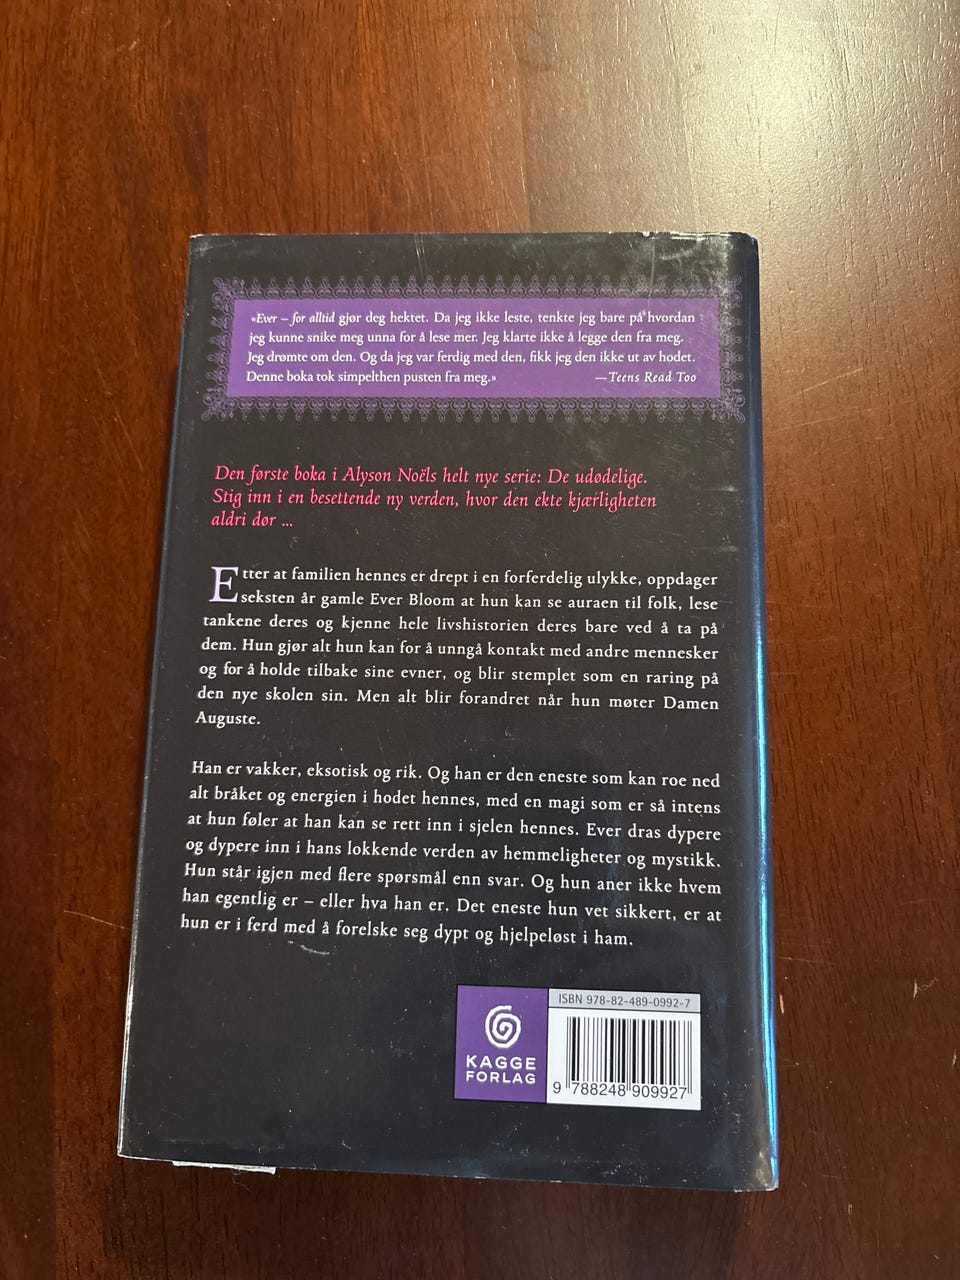 «Ever – for alltid gjør deg hektet. Da jeg ikke leste, tenkte jeg bare på hvordan
jeg kunne snike meg unna for å lese mer. Jeg klarte ikke å legge den fra meg.
Jeg drømte om den. Og da jeg var ferdig med den, fikk jeg den ikke ut av hodet.
Denne boka tok simpelthen pusten fra meg.» —Teens Read Too
Den første boka i Alyson Noëls helt nye serie: De udødelige.
Stig inn i en besettende ny verden, hvor den ekte kjærligheten
aldri dør ...
Etter at familien hennes er drept i en forferdelig ulykke, oppdager
seksten år gamle Ever Bloom at hun kan se auraen til folk, lese
tankene deres og kjenne hele livshistorien deres bare ved å ta på
dem. Hun gjør alt hun kan for å unngå kontakt med andre mennesker
og for å holde tilbake sine evner, og blir stemplet som en raring på
den nye skolen sin. Men alt blir forandret når hun møter Damen
Auguste.
Han er vakker, eksotisk og rik. Og han er den eneste som kan roe ned
alt bråket og energien i hodet hennes, med en magi som er så intens
at hun føler at han kan se rett inn i sjelen hennes. Ever dras dypere
og dypere inn i hans lokkende verden av hemmeligheter og mystikk.
Hun står igjen med flere spørsmål enn svar. Og hun aner ikke hvem
han egentlig er – eller hva han er. Det eneste hun vet sikkert, er at
hun er i ferd med å forelske seg dypt og hjelpeløst i ham.
KAGGE
FORLAG
ISBN 978-82-489-0992-7
9 788248 909927